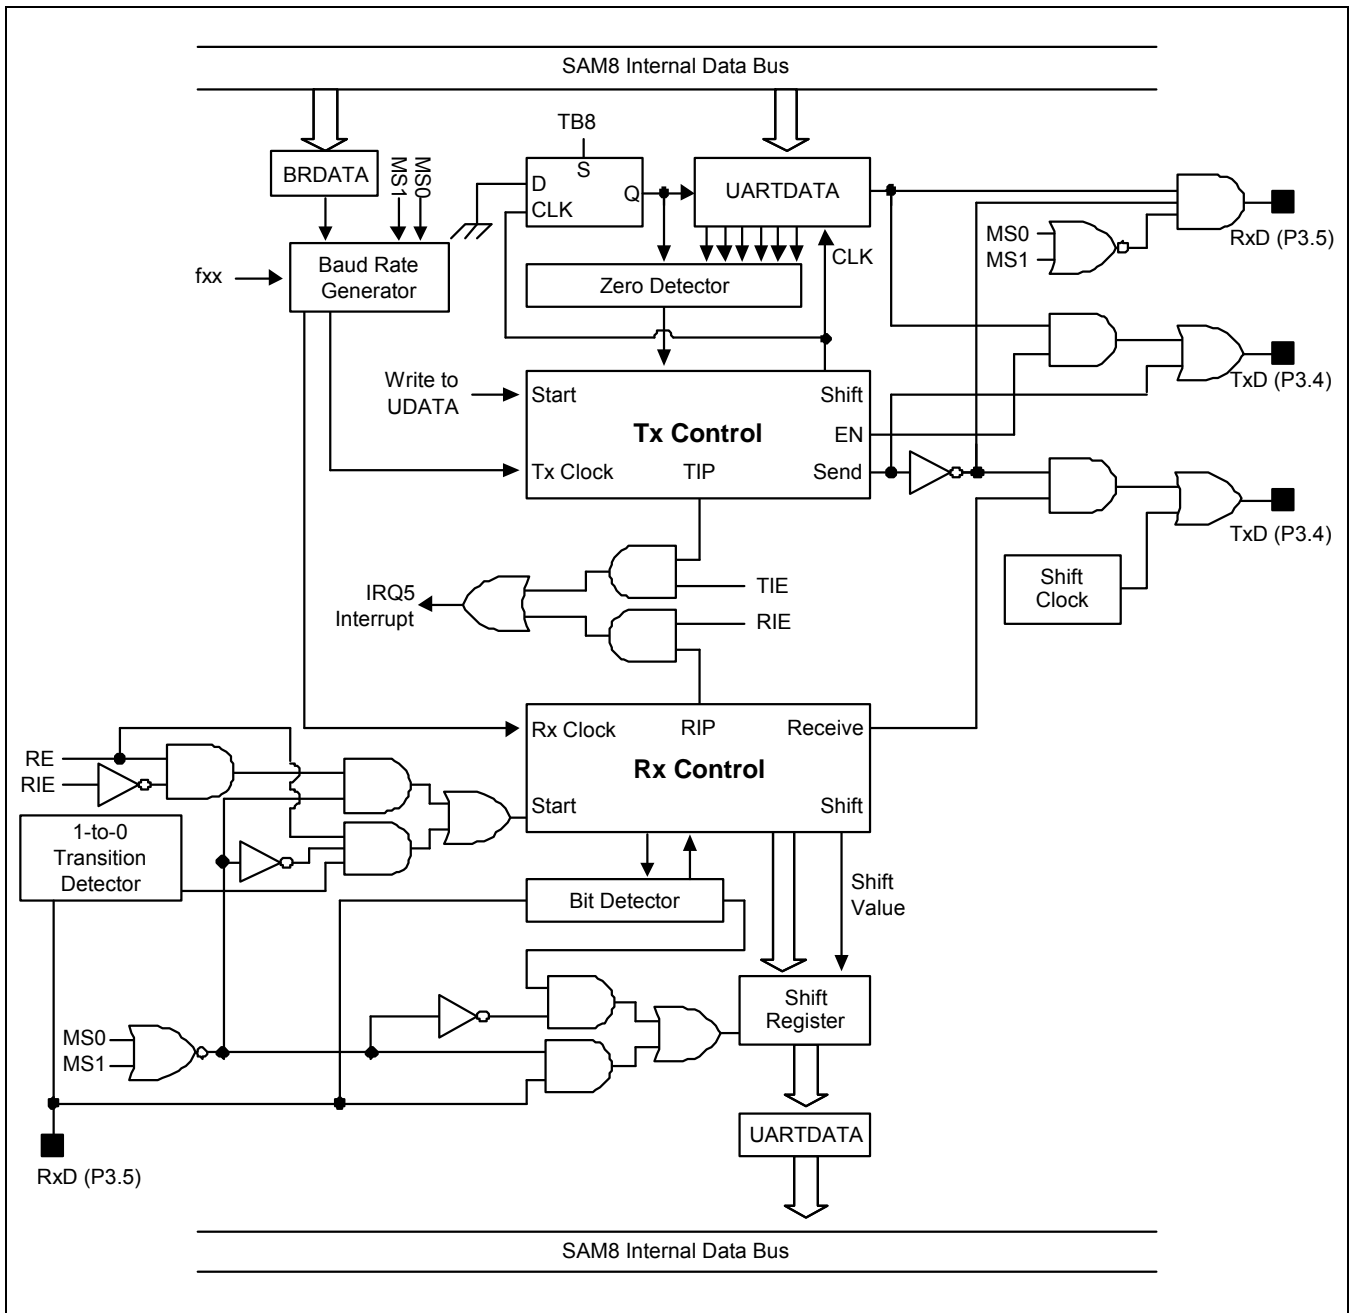 SAM8 Internal Data Bus
TB8
BRDATA
MS1
MS0
S
D
Q
CLK
UARTDATA
MS0
MS1
RxD (P3.5)
fxx
Baud Rate
Generator
CLK
Zero Detector
Write to
UDATA
Start
Shift
Tx Control
EN
Tx Clock
TIP
Send
TxD (P3.4)
TxD (P3.4)
Shift
Clock
IRQ5
Interrupt
TIE
RIE
Rx Clock
RIP
Receive
Rx Control
Start
Shift
RE
RIE
1-to-0
Transition
Detector
Bit Detector
Shift
Value
Shift
Register
MS0
MS1
UARTDATA
RxD (P3.5)
SAM8 Internal Data Bus